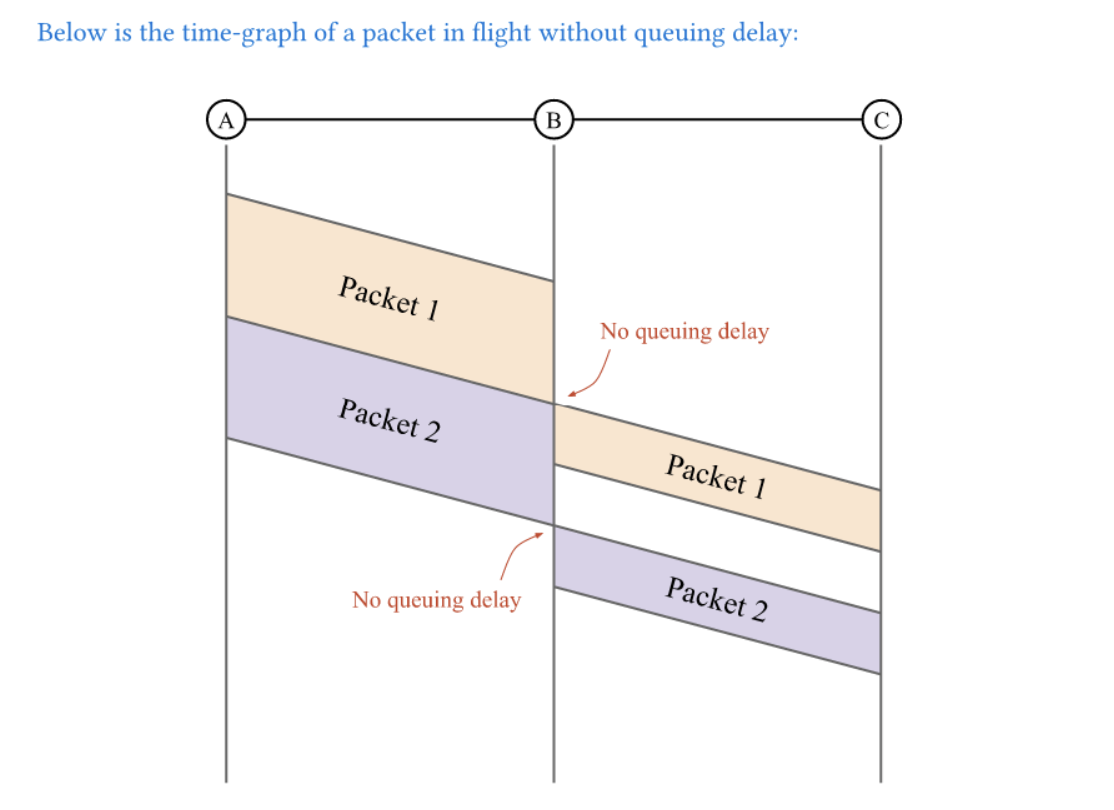 Below is the time-graph of a packet in flight without queuing delay:
A
B
C
Packet 1
No queuing delay
Packet 2
Packet 1
No queuing delay
Packet 2